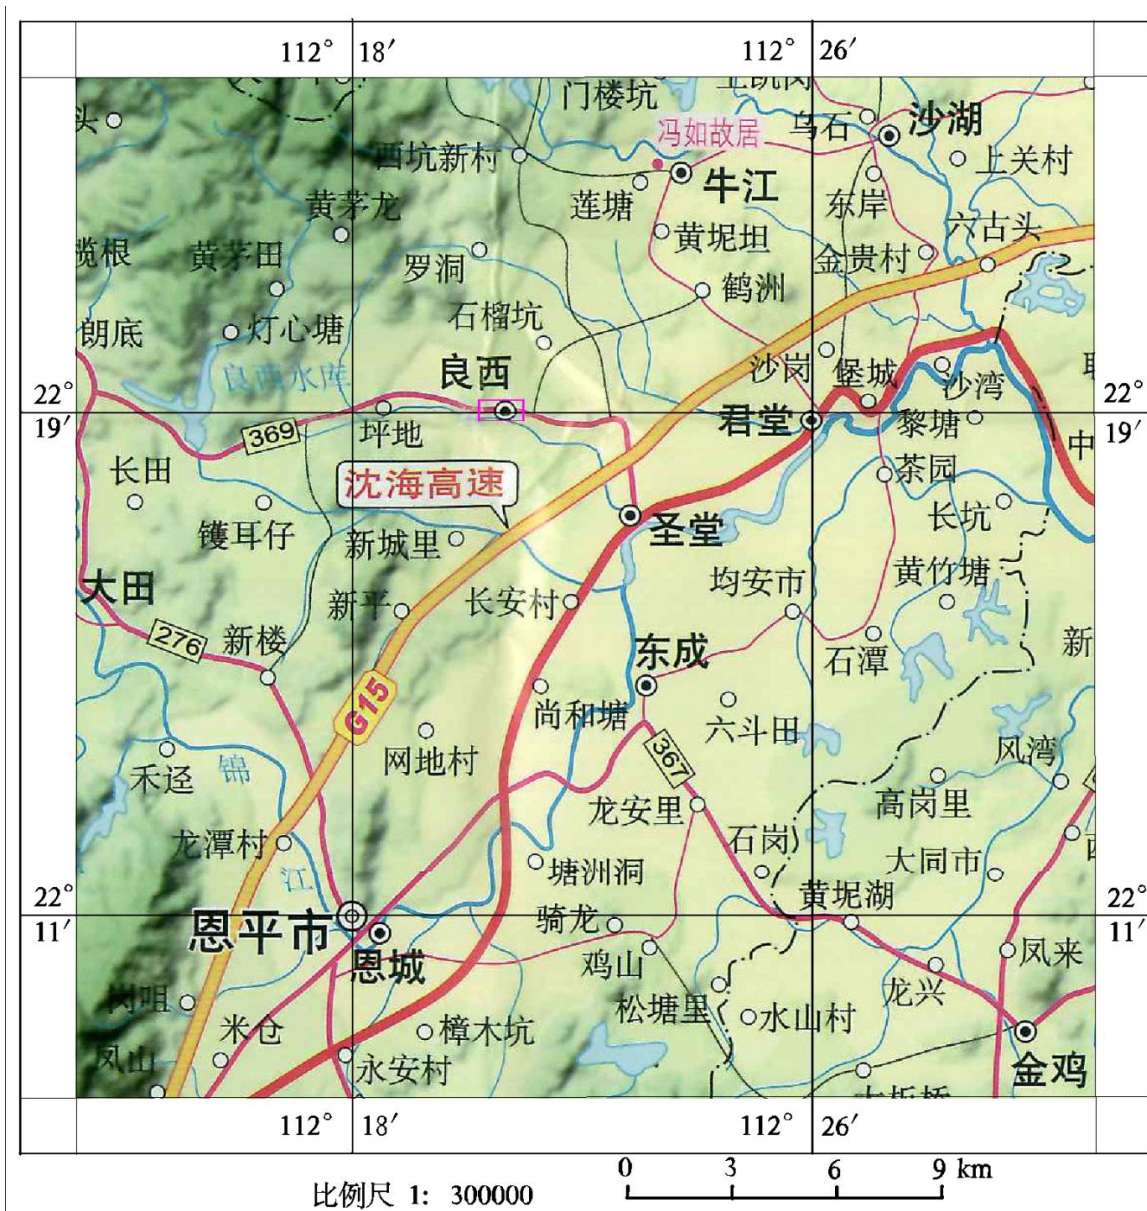 112° 18′
112° 26′
门楼坑
乌石
沙湖
头
冯如故居
西坑新村
上关村
莲塘
牛江
东岸
黄茅龙
六古头
榄根
黄茅田
罗洞
黄坭坦
金贵村
鹤洲
朗底
灯心塘
石榴坑
良西
良西水库
沙岗
堡城
沙湾
22° 19′
369
坪地
君堂
黎塘
22° 19′
中
长田
沈海高速
茶园
镬耳仔
新城里
圣堂
长坑
大田
均安市
黄竹塘
新平
长安村
276
新楼
东成
石潭
新
G15
尚和塘
六斗田
网地村
367
风湾
禾迳
锦
龙安里
高岗里
龙潭村
石岗
江
塘洲洞
大同市
22° 11′
恩平市
骑龙
黄坭湖
22° 11′
恩城
鸡山
凤来
岗咀
松塘里
龙兴
米仓
樟木坑
水山村
凤山
永安村
金鸡
112° 18′
112° 26′
0 3 6 9 km
比例尺 1: 300000